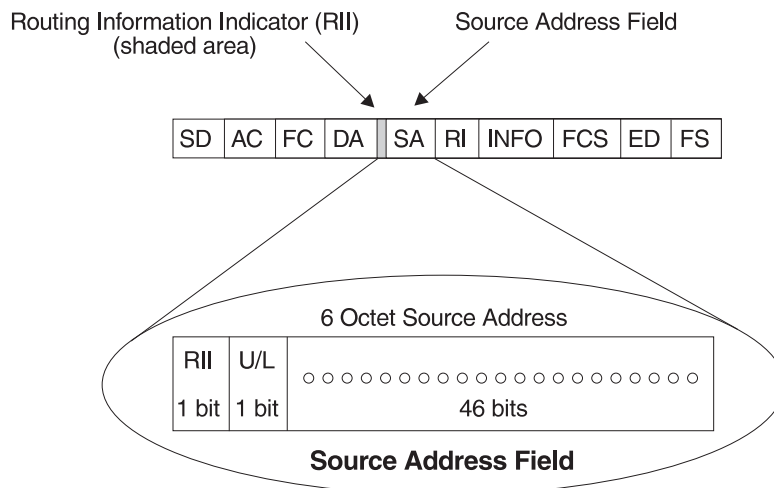 Routing Information Indicator (RII)
(shaded area)
Source Address Field
SD AC FC DA SA RI INFO FCS ED FS
6 Octet Source Address
RII U/L
1 bit 1 bit 46 bits
Source Address Field